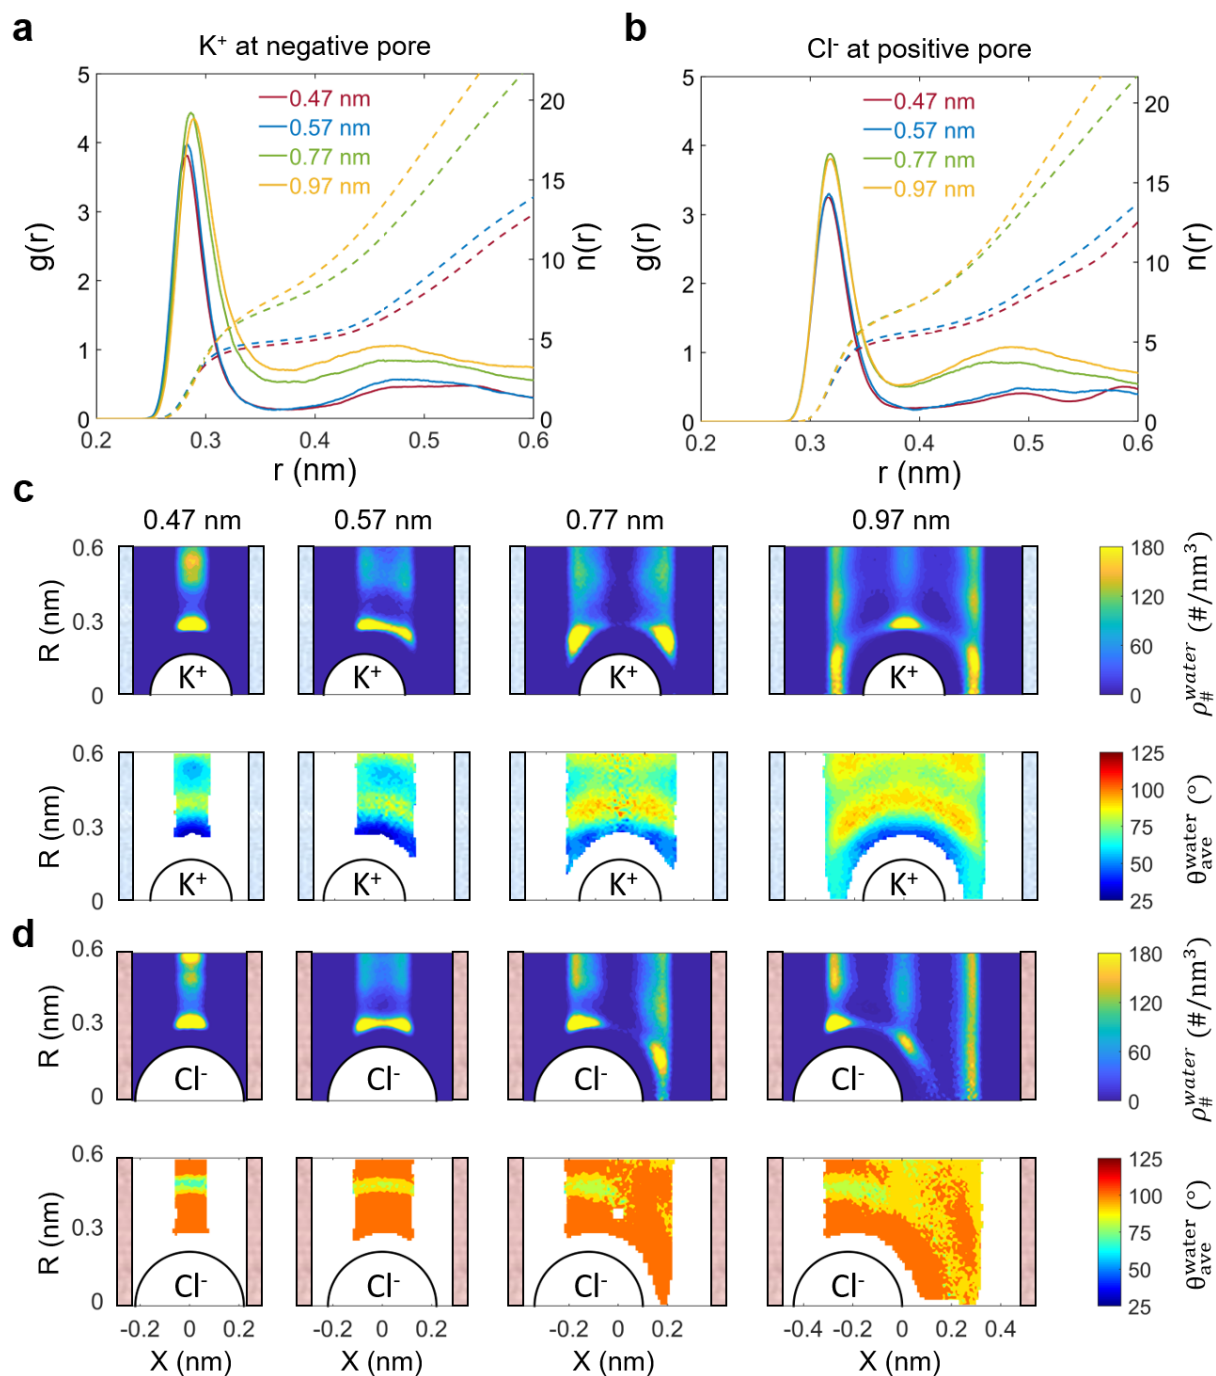 a
K⁺ at negative pore
5
4
3
2
1
0
20
15
10
5
0
0.47 nm
0.57 nm
0.77 nm
0.97 nm
g(r)
n(r)
0.2 0.3 0.4 0.5 0.6
r (nm)
b
Cl⁻ at positive pore
5
4
3
2
1
0
20
15
10
5
0
0.47 nm
0.57 nm
0.77 nm
0.97 nm
g(r)
n(r)
0.2 0.3 0.4 0.5 0.6
r (nm)
c
0.47 nm 0.57 nm 0.77 nm 0.97 nm
R (nm)
0.6
0.3
0
K⁺ K⁺ K⁺ K⁺
180
120
60
0
ρ_#^water (#/nm³)
R (nm)
0.6
0.3
0
K⁺ K⁺ K⁺ K⁺
125
100
75
50
25
θ_ave^water (°)
d
R (nm)
0.6
0.3
0
Cl⁻ Cl⁻ Cl⁻ Cl⁻
180
120
60
0
ρ_#^water (#/nm³)
R (nm)
0.6
0.3
0
Cl⁻ Cl⁻ Cl⁻ Cl⁻
125
100
75
50
25
θ_ave^water (°)
-0.2 0 0.2 -0.2 0 0.2 -0.2 0 0.2 -0.4 0 0.4
X (nm) X (nm) X (nm) X (nm)